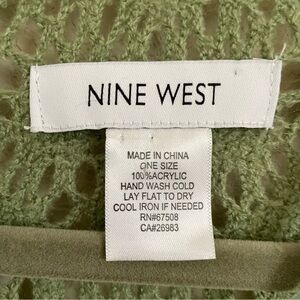 NINE WEST
MADE IN CHINA
ONE SIZE
100%ACRYLIC
HAND WASH COLD
LAY FLAT TO DRY
COOL IRON IF NEEDED
RN#67508
CA#26983